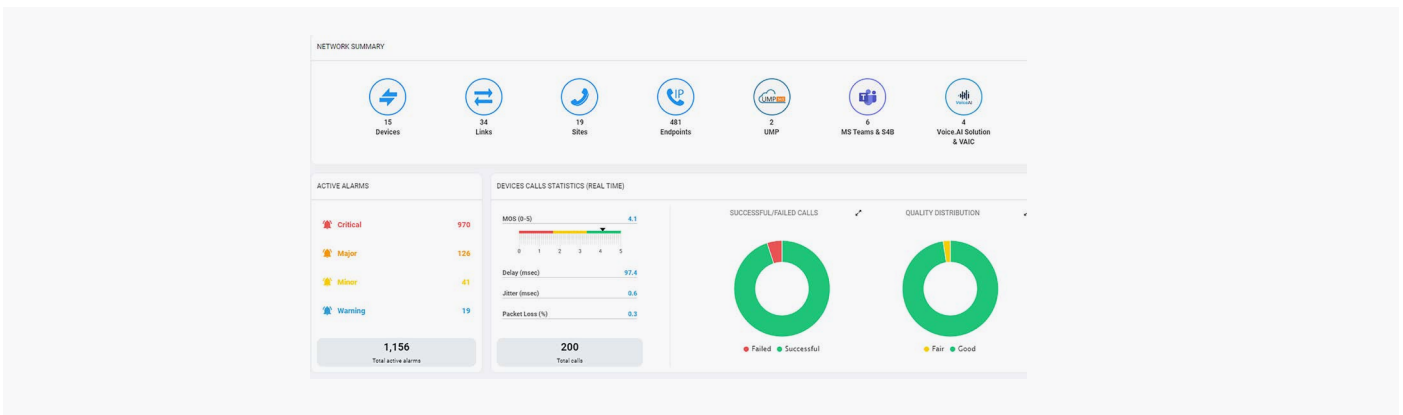 NETWORK SUMMARY
IP
UMP
VoiceAI
15
Devices
34
Links
19
Sites
481
Endpoints
2
UMP
6
MS Teams & S4B
4
Voice.AI Solution
& VAIC
ACTIVE ALARMS
Critical 970
Major 126
Minor 41
Warning 19
1,156
Total active alarms
DEVICES CALLS STATISTICS (REAL TIME)
MOS (0-5) 4.1
0 1 2 3 4 5
Delay (msec) 97.4
Jitter (msec) 0.6
Packet Loss (%) 0.3
200
Total calls
SUCCESSFUL/FAILED CALLS
Failed Successful
QUALITY DISTRIBUTION
Fair Good